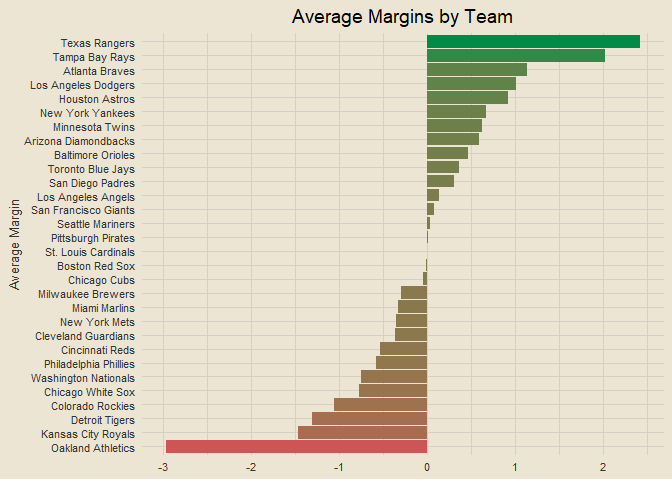 Average Margins by Team
Texas Rangers
Tampa Bay Rays
Atlanta Braves
Los Angeles Dodgers
Houston Astros
New York Yankees
Minnesota Twins
Arizona Diamondbacks
Baltimore Orioles
Toronto Blue Jays
San Diego Padres
Los Angeles Angels
San Francisco Giants
Seattle Mariners
Pittsburgh Pirates
St. Louis Cardinals
Boston Red Sox
Chicago Cubs
Milwaukee Brewers
Miami Marlins
New York Mets
Cleveland Guardians
Cincinnati Reds
Philadelphia Phillies
Washington Nationals
Chicago White Sox
Colorado Rockies
Detroit Tigers
Kansas City Royals
Oakland Athletics
Average Margin
-3 -2 -1 0 1 2